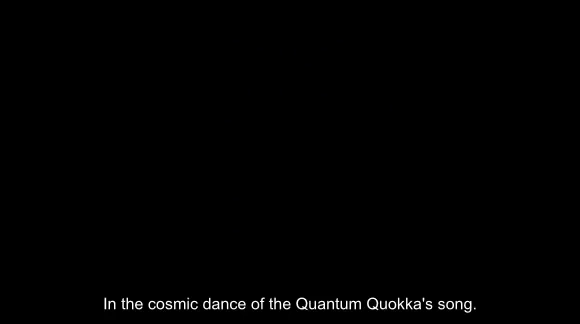 In the cosmic dance of the Quantum Quokka's song.